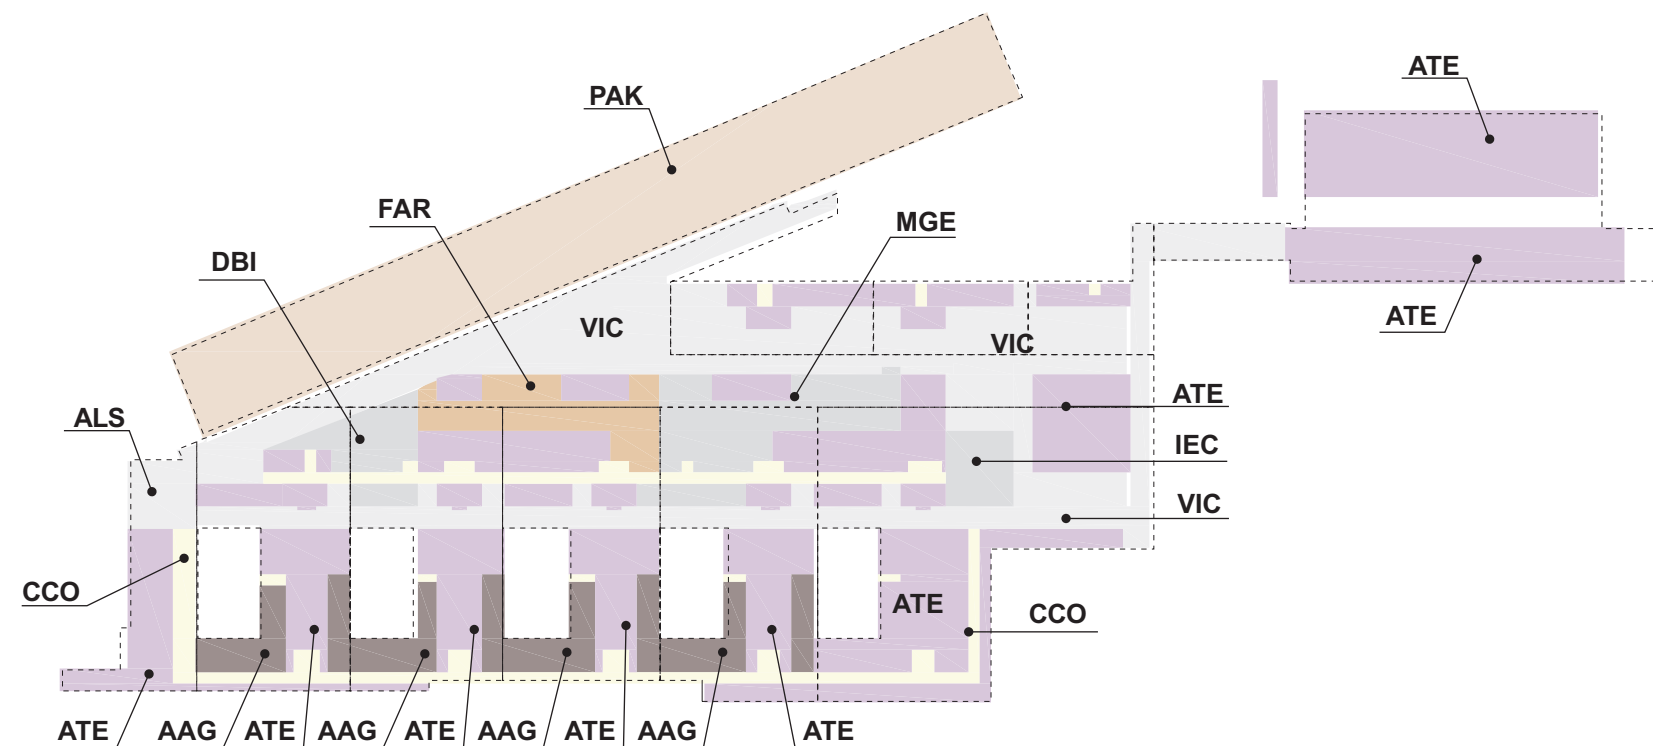 ATE
PAK
FAR
MGE
DBI
ATE
VIC
VIC
ATE
ALS
IEC
VIC
CCO
ATE
CCO
ATE AAG ATE AAG ATE AAG ATE AAG ATE